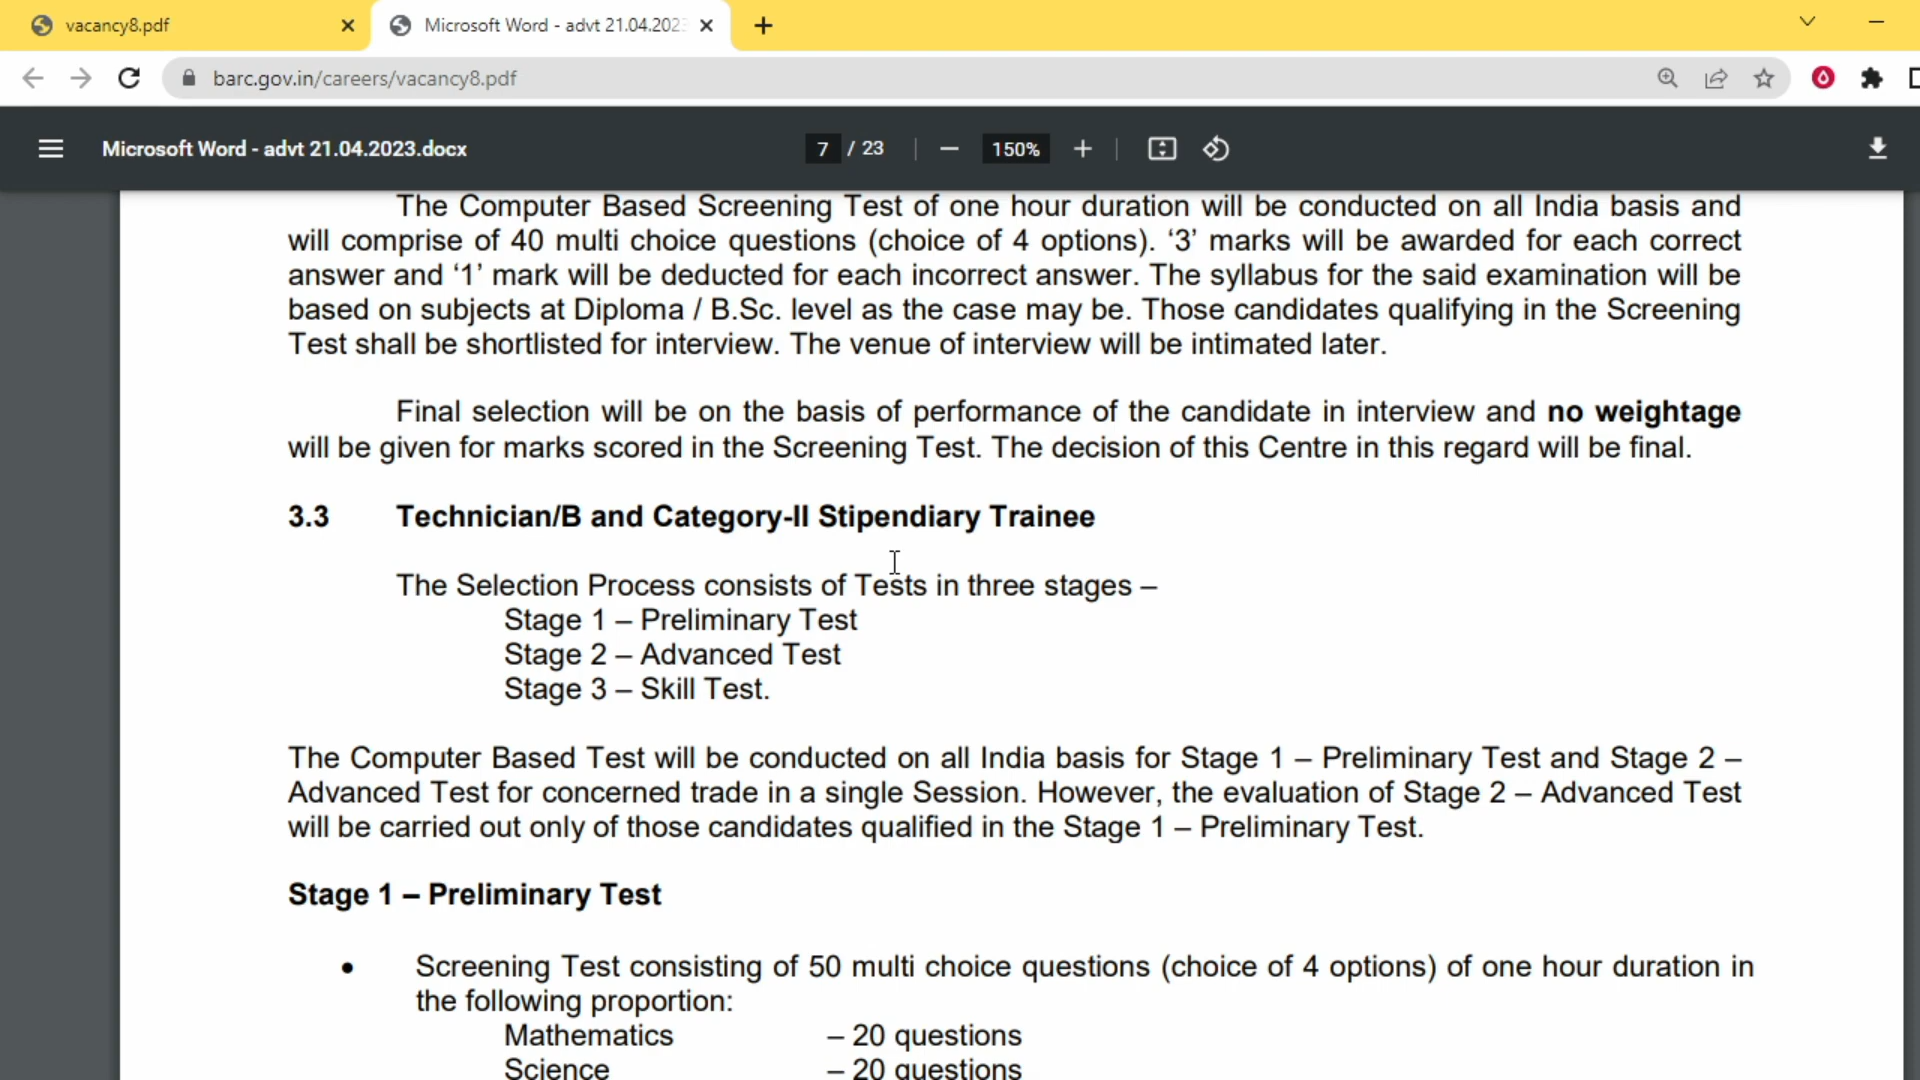 vacancy8.pdf
Microsoft Word - advt 21.04.202
barc.gov.in/careers/vacancy8.pdf
Microsoft Word - advt 21.04.2023.docx
7 / 23
150%
The Computer Based Screening Test of one hour duration will be conducted on all India basis and
will comprise of 40 multi choice questions (choice of 4 options). ‘3’ marks will be awarded for each correct
answer and ‘1’ mark will be deducted for each incorrect answer. The syllabus for the said examination will be
based on subjects at Diploma / B.Sc. level as the case may be. Those candidates qualifying in the Screening
Test shall be shortlisted for interview. The venue of interview will be intimated later.
Final selection will be on the basis of performance of the candidate in interview and no weightage
will be given for marks scored in the Screening Test. The decision of this Centre in this regard will be final.
3.3 Technician/B and Category-II Stipendiary Trainee
The Selection Process consists of Tests in three stages –
Stage 1 – Preliminary Test
Stage 2 – Advanced Test
Stage 3 – Skill Test.
The Computer Based Test will be conducted on all India basis for Stage 1 – Preliminary Test and Stage 2 –
Advanced Test for concerned trade in a single Session. However, the evaluation of Stage 2 – Advanced Test
will be carried out only of those candidates qualified in the Stage 1 – Preliminary Test.
Stage 1 – Preliminary Test
• Screening Test consisting of 50 multi choice questions (choice of 4 options) of one hour duration in
the following proportion:
Mathematics – 20 questions
Science – 20 questions